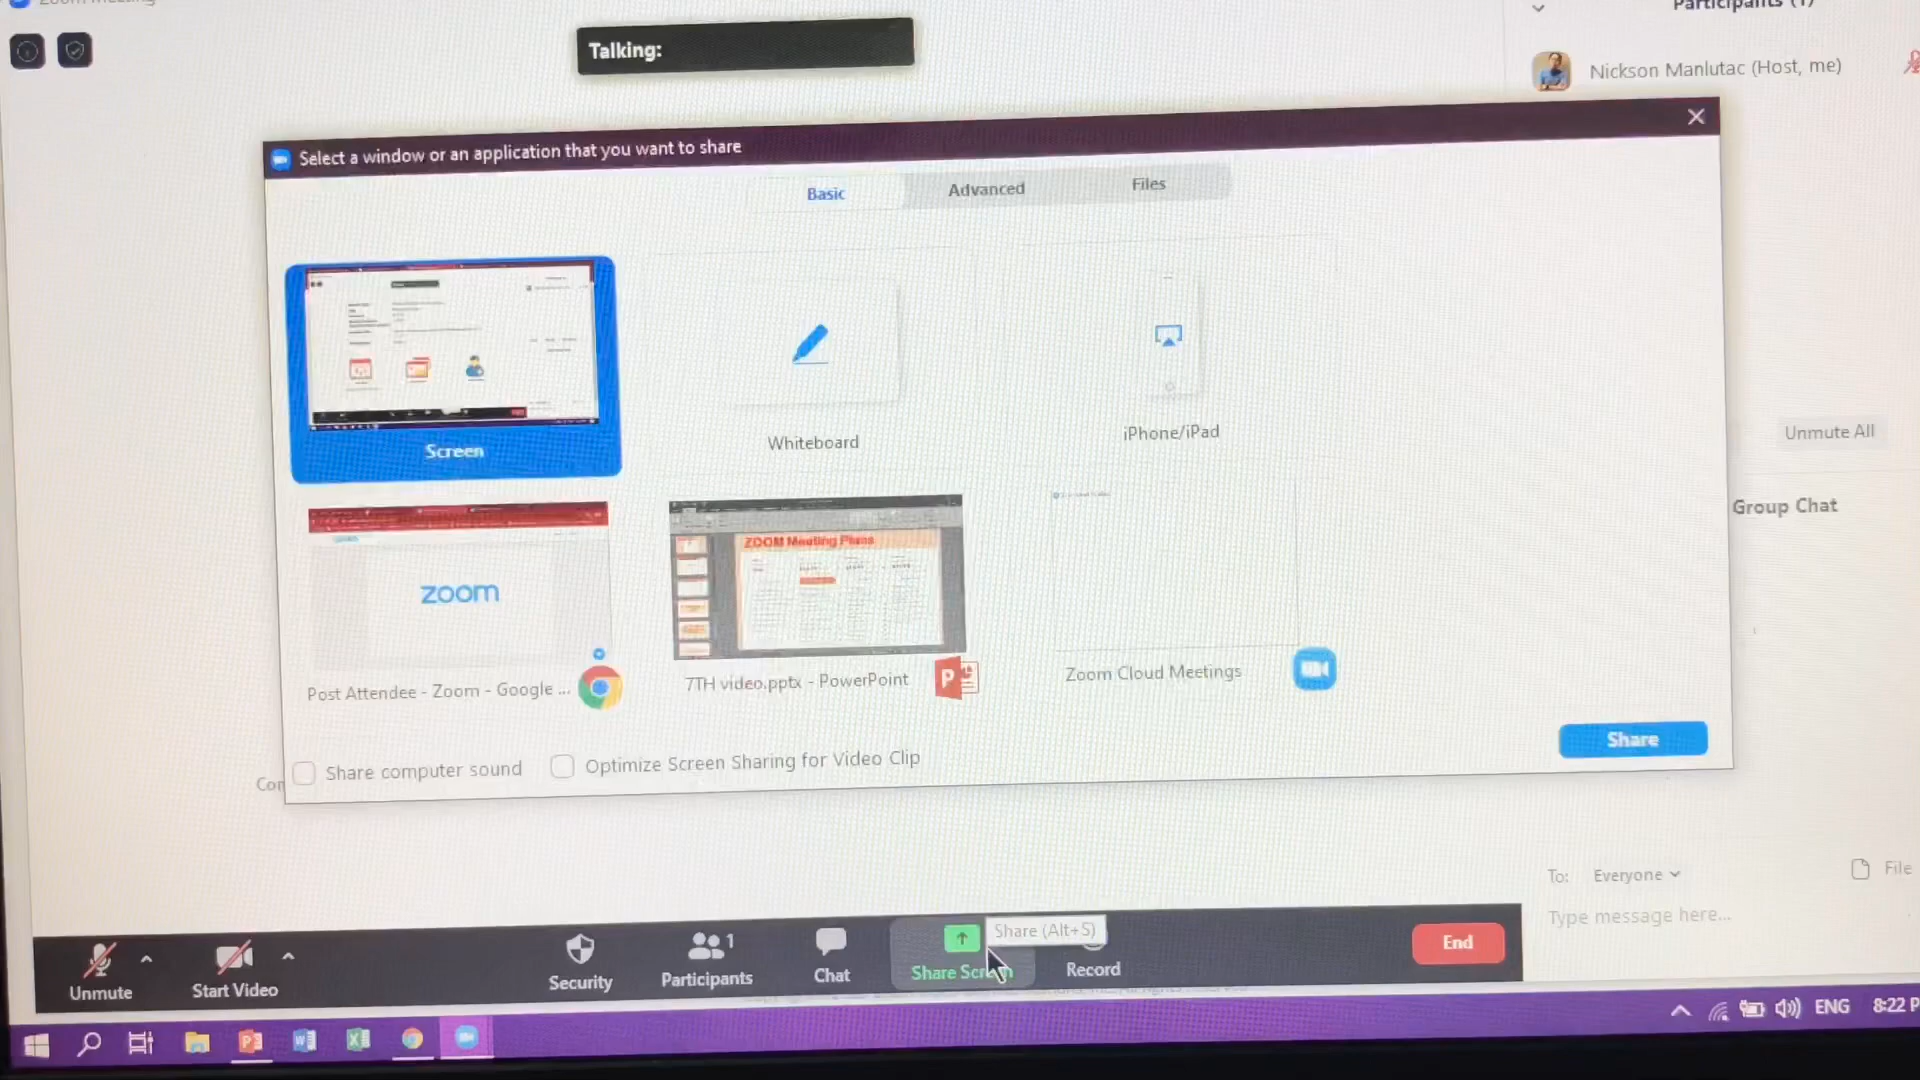 Zoom Meeting
Participants (1)
Talking:
Nickson Manlutac (Host, me)
Select a window or an application that you want to share
Basic
Advanced
Files
Screen
Whiteboard
iPhone/iPad
Unmute All
Group Chat
ZOOM Meeting Plans
zoom
Post Attendee - Zoom - Google ...
7TH video.pptx - PowerPoint
Zoom Cloud Meetings
Share computer sound
Optimize Screen Sharing for Video Clip
Share
To: Everyone
File
Type message here...
Unmute
Start Video
Security
Participants
1
Chat
Share Screen
Share (Alt+S)
Record
End
ENG
8:22 P